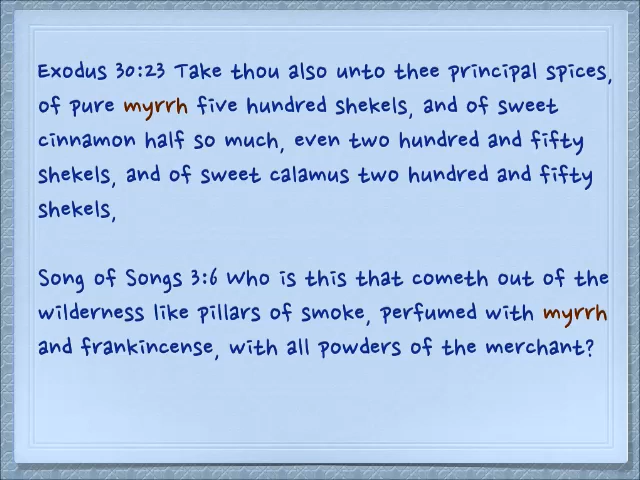 Exodus 30:23 Take thou also unto thee principal spices,
of pure myrrh five hundred shekels, and of sweet
cinnamon half so much, even two hundred and fifty
shekels, and of sweet calamus two hundred and fifty
shekels,
Song of Songs 3:6 Who is this that cometh out of the
wilderness like pillars of smoke, perfumed with myrrh
and frankincense, with all powders of the merchant?